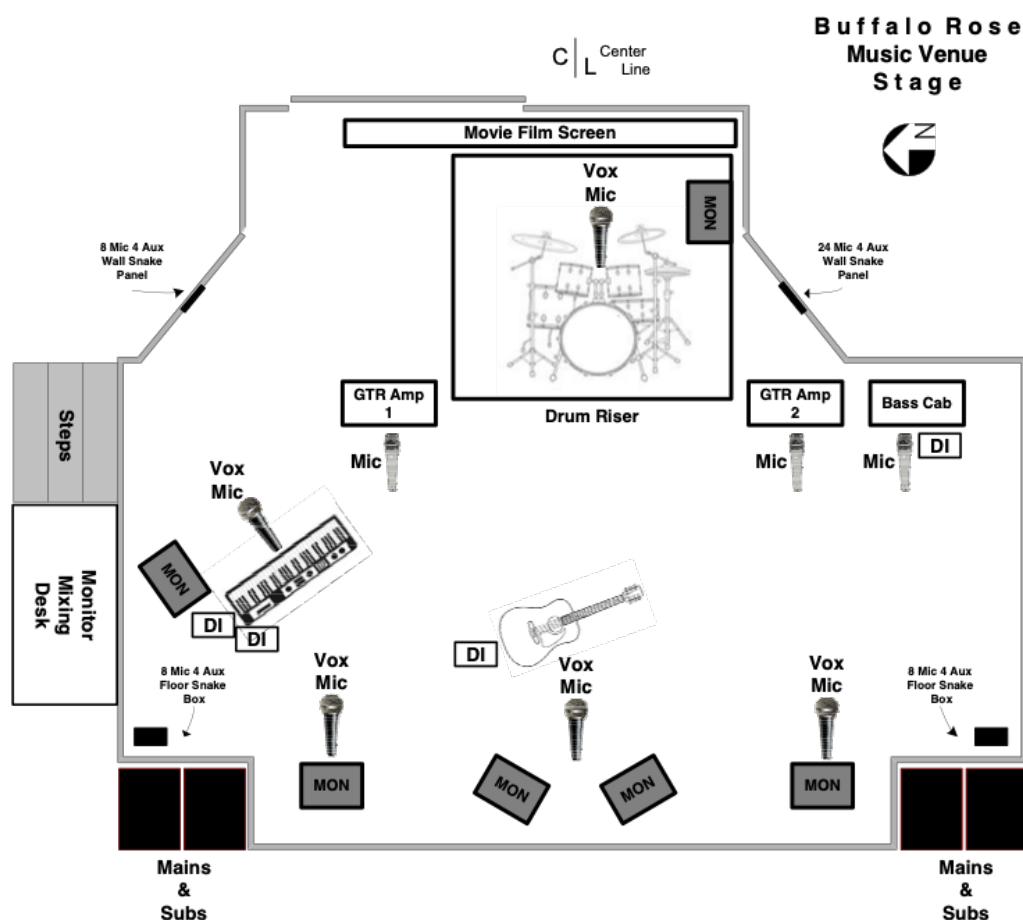 Buffalo Rose
Music Venue
Stage
N
C L Center
Line
Movie Film Screen
Vox
Mic
MON
8 Mic 4 Aux
Wall Snake
Panel
24 Mic 4 Aux
Wall Snake
Panel
GTR Amp
1
Drum Riser
GTR Amp
2
Bass Cab
DI
Mic
Mic
Mic
Steps
Vox
Mic
MON
DI
DI
Monitor
Mixing
Desk
DI
8 Mic 4 Aux
Floor Snake
Box
Vox
Mic
Vox
Mic
Vox
Mic
8 Mic 4 Aux
Floor Snake
Box
MON
MON
MON
MON
Mains
&
Subs
Mains
&
Subs